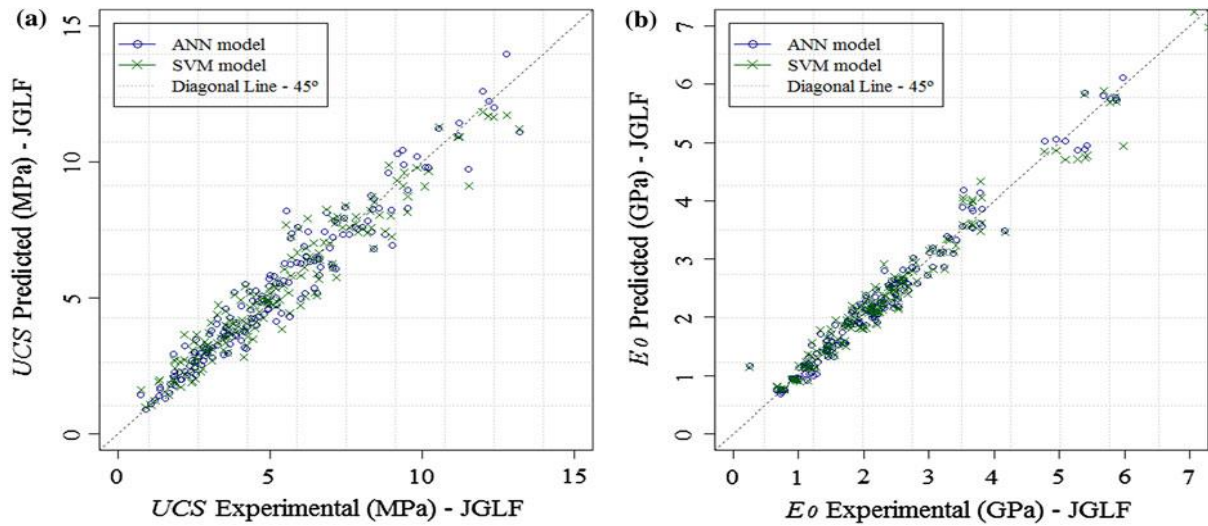 (a)
ANN model
SVM model
Diagonal Line - 45º
UCS Predicted (MPa) - JGLF
15
10
5
0
0 5 10 15
UCS Experimental (MPa) - JGLF
(b)
ANN model
SVM model
Diagonal Line - 45º
E0 Predicted (GPa) - JGLF
7
6
5
4
3
2
1
0
0 1 2 3 4 5 6 7
E0 Experimental (GPa) - JGLF